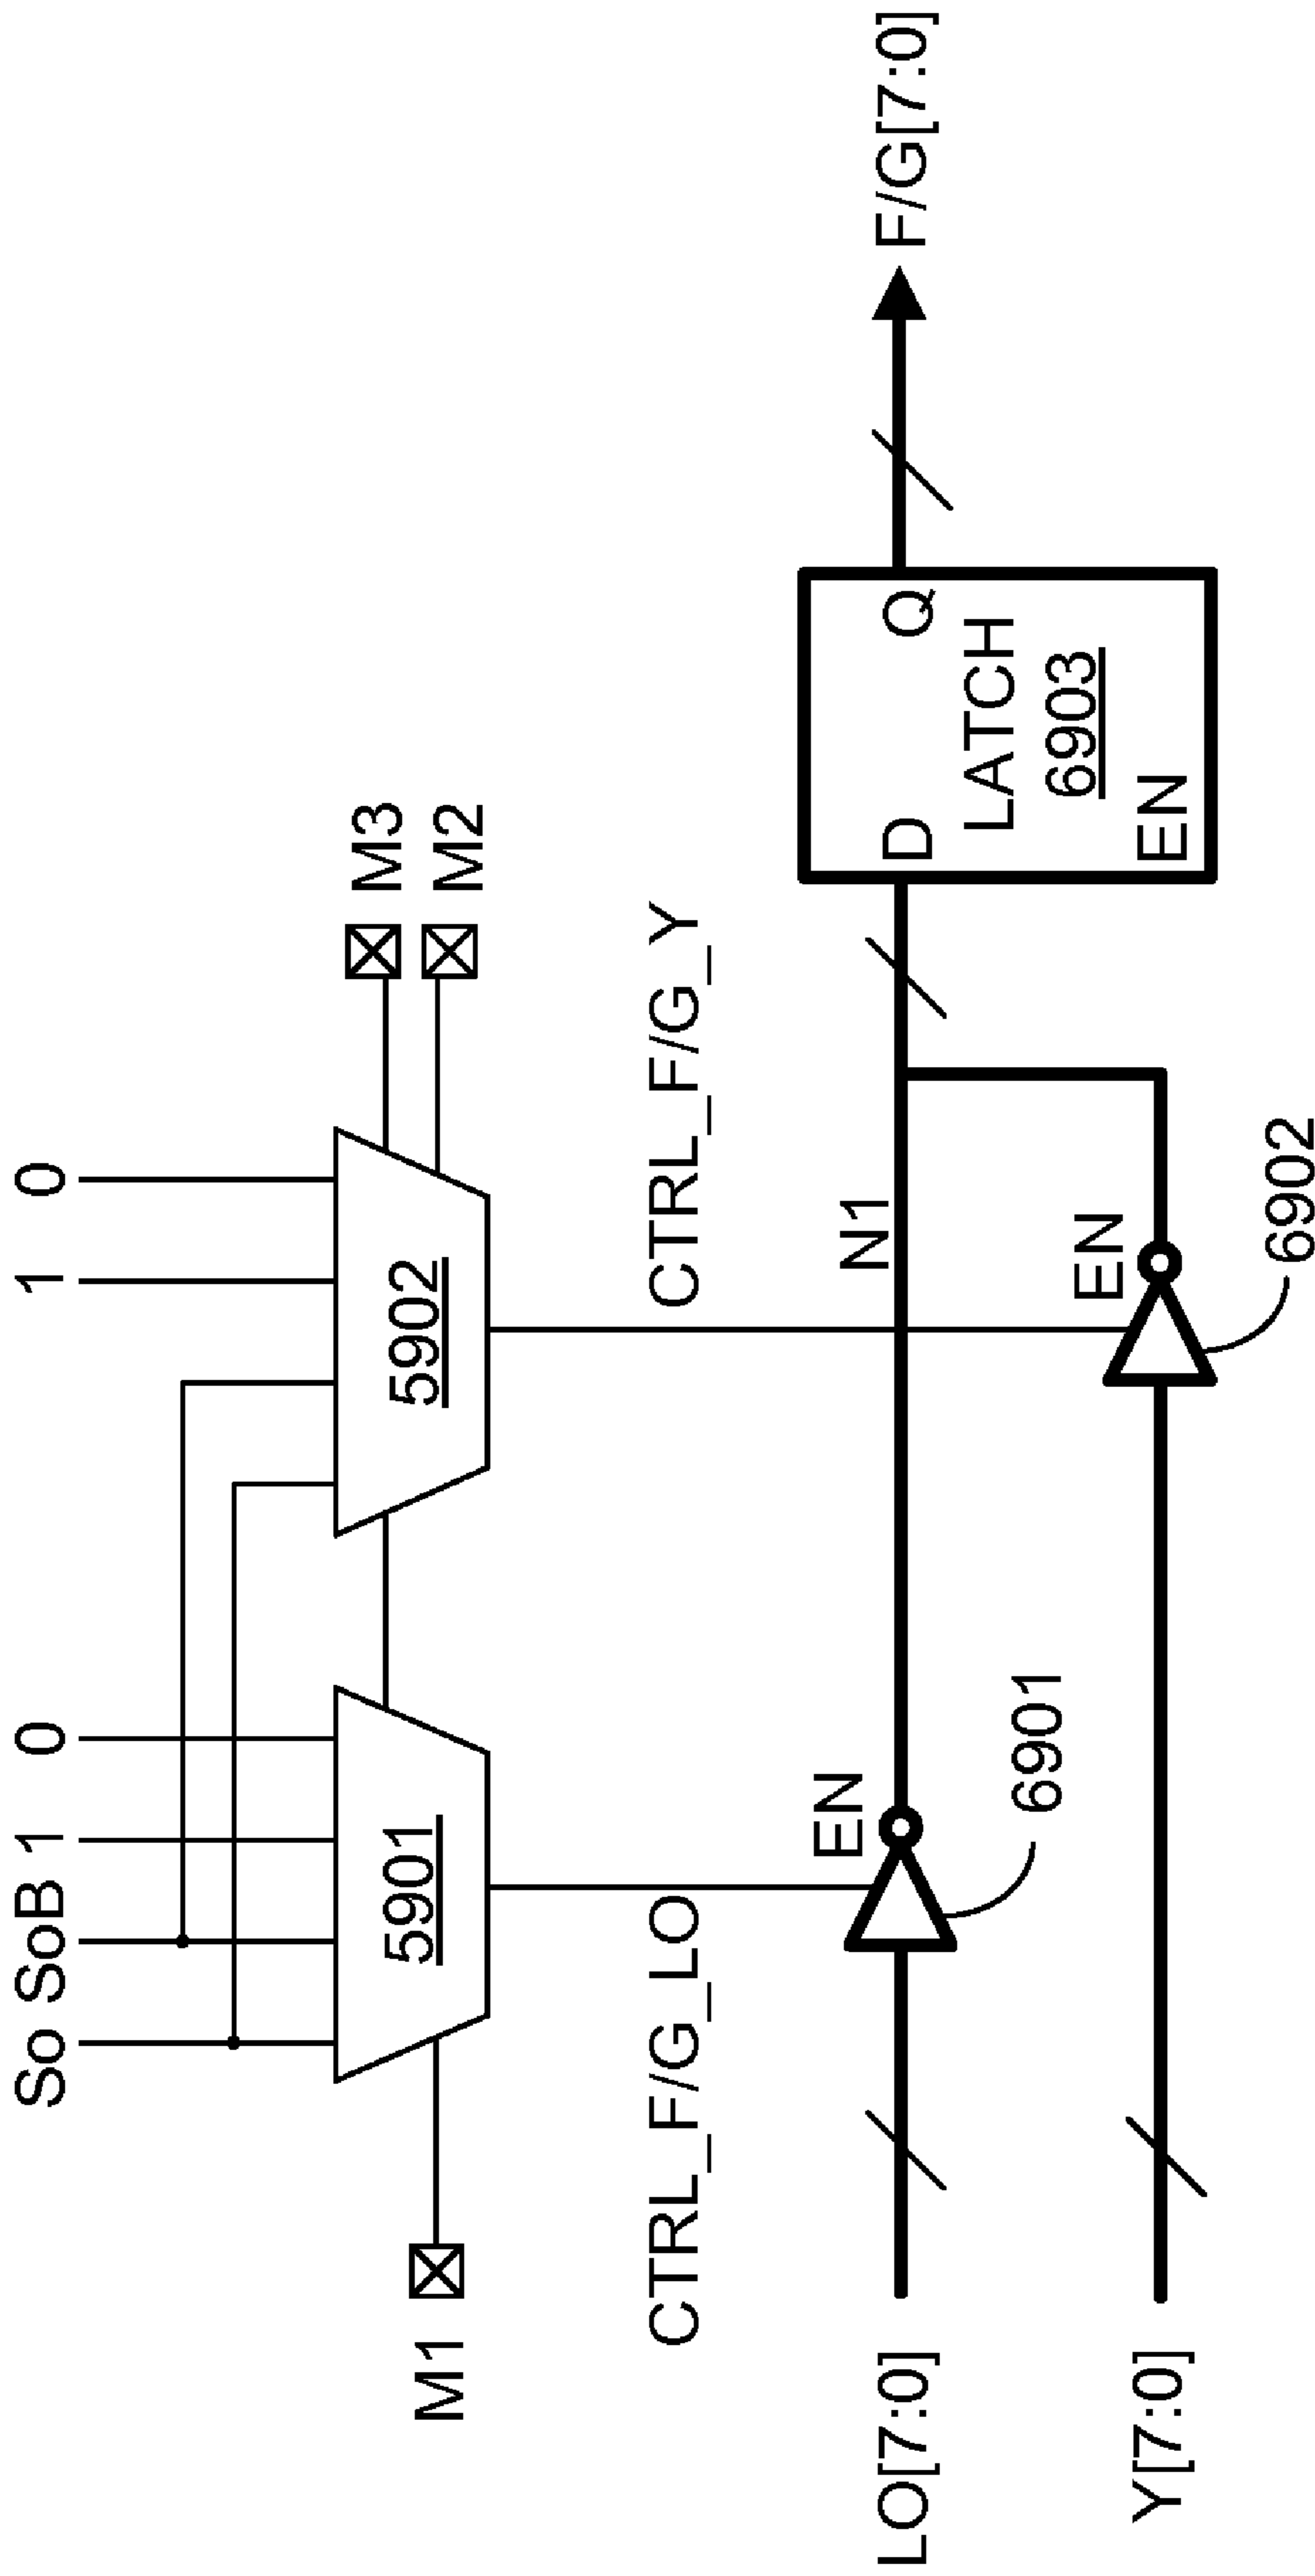 So SoB 1 0 1 0
5901
5902
M3
M1
M2
CTRL_F/G_LO
CTRL_F/G_Y
EN
N1
LO[7:0]
D
Q
F/G[7:0]
LATCH
6901
6903
EN
EN
Y[7:0]
6902